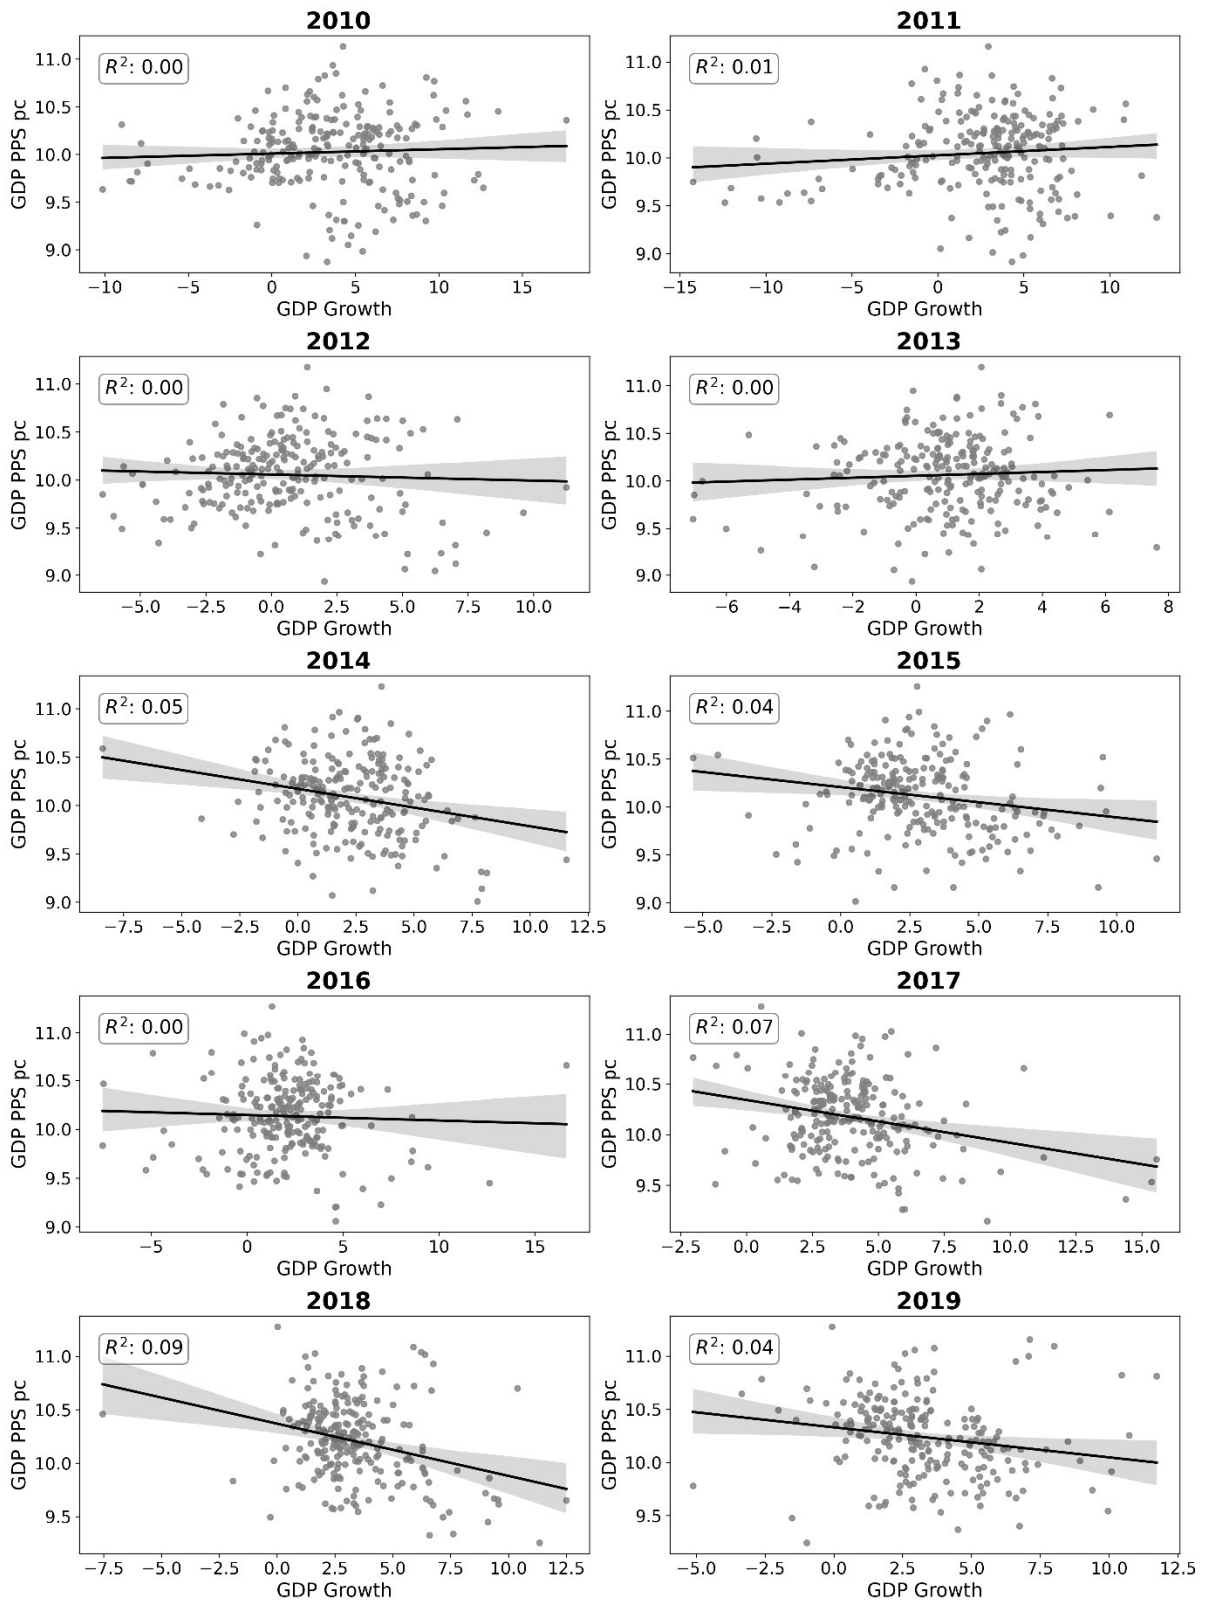 2010
R²: 0.00
GDP PPS pc
11.0
10.5
10.0
9.5
9.0
−10 −5 0 5 10 15
GDP Growth
2011
R²: 0.01
GDP PPS pc
11.0
10.5
10.0
9.5
9.0
−15 −10 −5 0 5 10
GDP Growth
2012
R²: 0.00
GDP PPS pc
11.0
10.5
10.0
9.5
9.0
−5.0 −2.5 0.0 2.5 5.0 7.5 10.0
GDP Growth
2013
R²: 0.00
GDP PPS pc
11.0
10.5
10.0
9.5
9.0
−6 −4 −2 0 2 4 6 8
GDP Growth
2014
R²: 0.05
GDP PPS pc
11.0
10.5
10.0
9.5
9.0
−7.5 −5.0 −2.5 0.0 2.5 5.0 7.5 10.0 12.5
GDP Growth
2015
R²: 0.04
GDP PPS pc
11.0
10.5
10.0
9.5
9.0
−5.0 −2.5 0.0 2.5 5.0 7.5 10.0
GDP Growth
2016
R²: 0.00
GDP PPS pc
11.0
10.5
10.0
9.5
9.0
−5 0 5 10 15
GDP Growth
2017
R²: 0.07
GDP PPS pc
11.0
10.5
10.0
9.5
−2.5 0.0 2.5 5.0 7.5 10.0 12.5 15.0
GDP Growth
2018
R²: 0.09
GDP PPS pc
11.0
10.5
10.0
9.5
−7.5 −5.0 −2.5 0.0 2.5 5.0 7.5 10.0 12.5
GDP Growth
2019
R²: 0.04
GDP PPS pc
11.0
10.5
10.0
9.5
−5.0 −2.5 0.0 2.5 5.0 7.5 10.0 12.5
GDP Growth